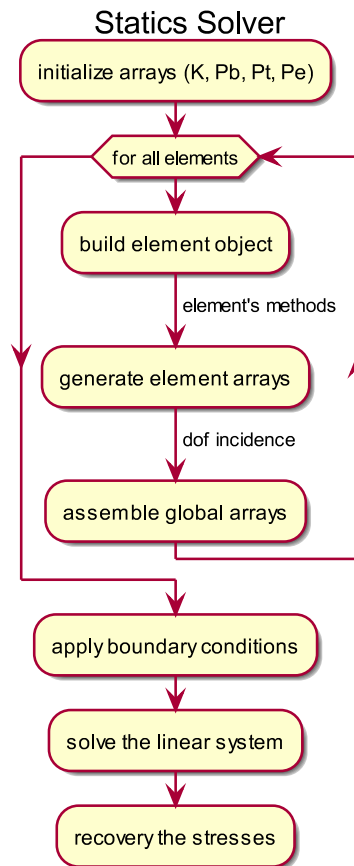 Statics Solver
initialize arrays (K, Pb, Pt, Pe)
for all elements
build element object
element's methods
generate element arrays
dof incidence
assemble global arrays
apply boundary conditions
solve the linear system
recovery the stresses